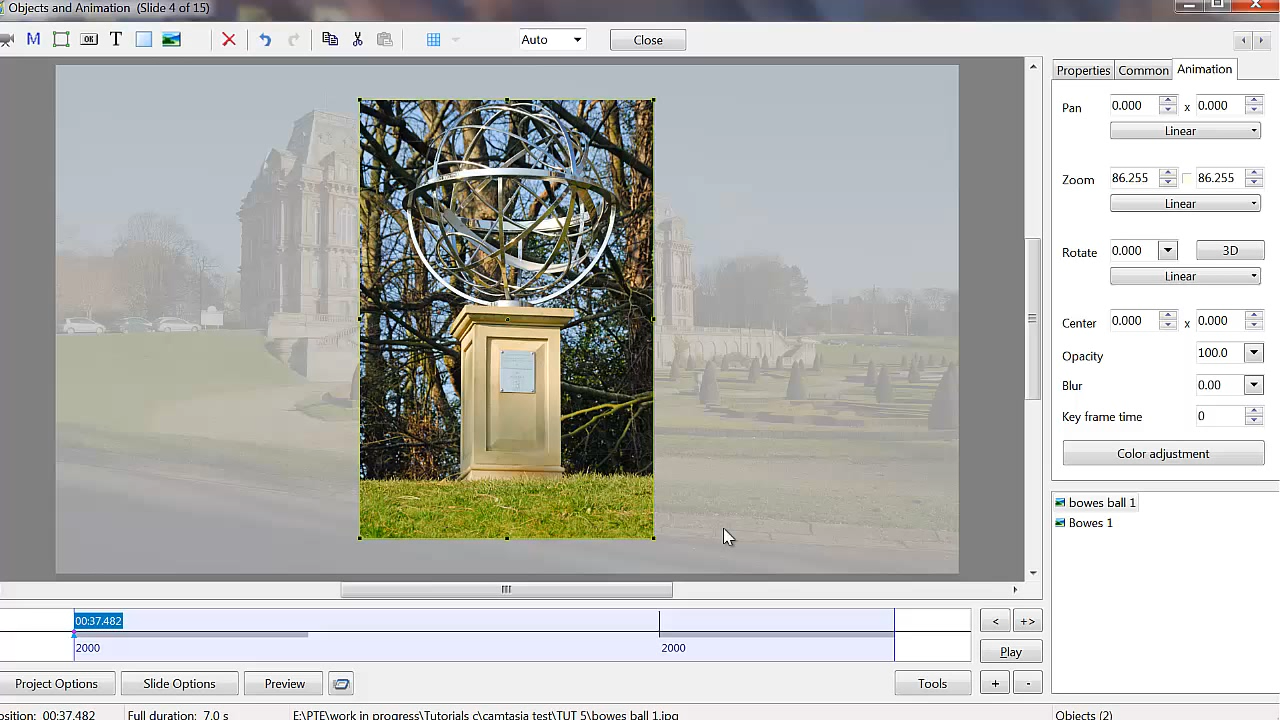 Objects and Animation (Slide 4 of 15)
M OK T Auto Close
Properties Common Animation
Pan 0.000 x 0.000
Linear
Zoom 86.255 86.255
Linear
Rotate 0.000 3D
Linear
Center 0.000 x 0.000
Opacity 100.0
Blur 0.00
Key frame time 0
Color adjustment
bowes ball 1
Bowes 1
00:37.482
< +>
2000 2000
Play
Project Options Slide Options Preview Tools + -
osition: 00:37.482 Full duration: 7.0 s E:\PTE\work in progress\Tutorials c\camtasia test\TUT 5\bowes ball 1.jpg Objects (2)